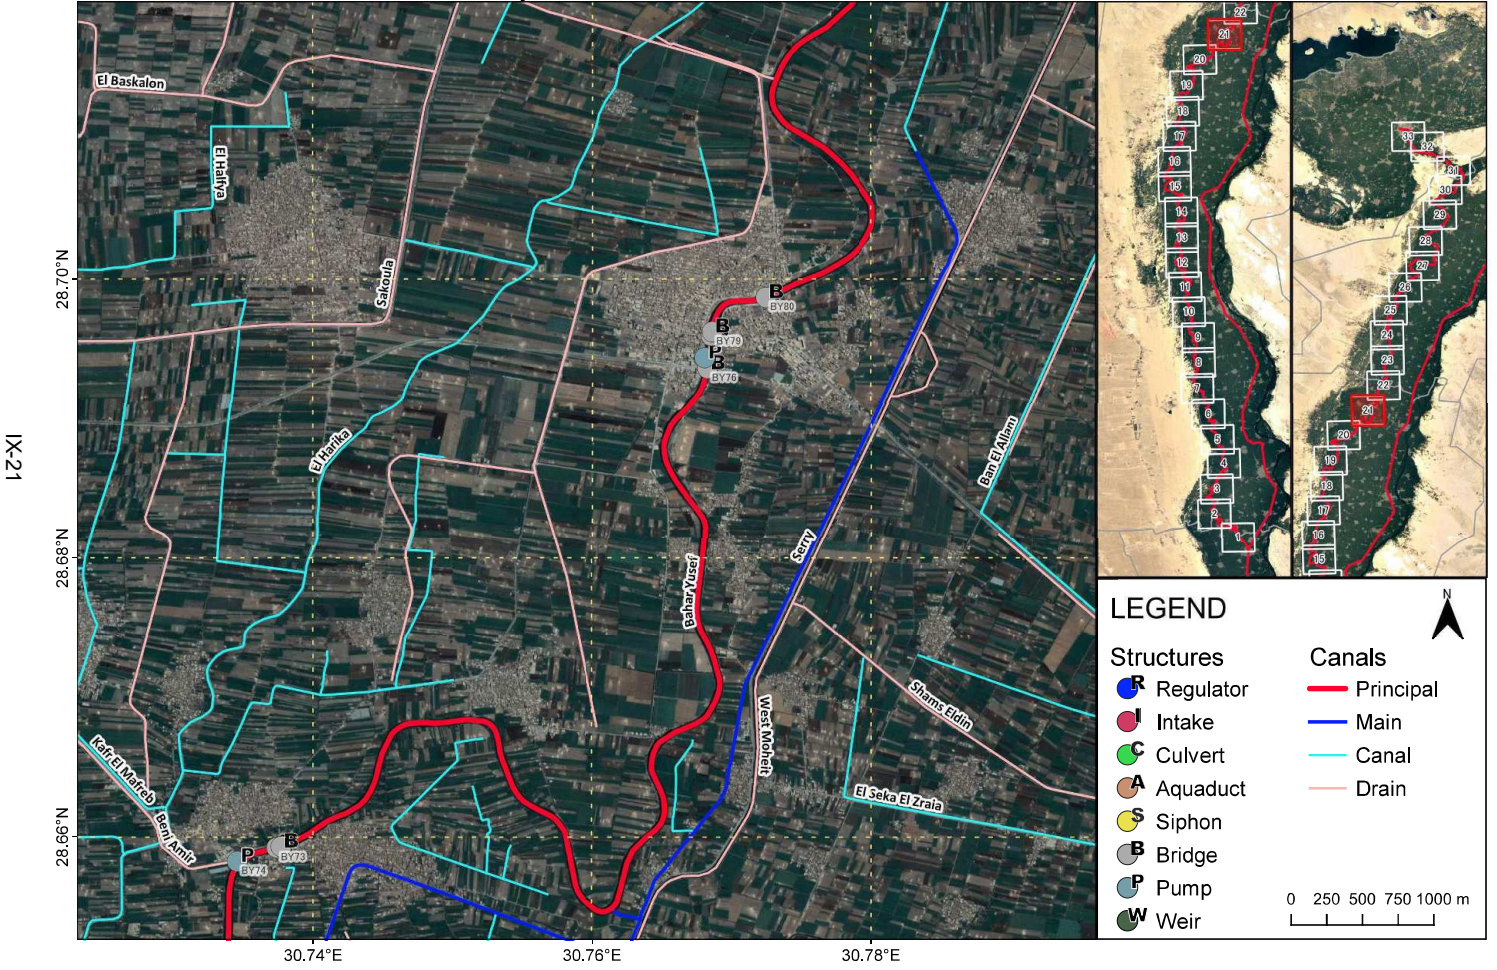 IX-21
28.70°N
28.68°N
28.66°N
30.74°E
30.76°E
30.78°E
El Baskalon
El Halfya
Sakoula
El Harika
Bahar Yusef
Serry
Ban El Allam
West Moheit
Shams Eldin
El Seka El Zraia
Kafr El Mafreb
Beni Amir
B
BY80
B
BY79
P
B
BY76
B
BY73
P
BY74
22
21
20
19
18
17
16
15
14
13
12
11
10
9
8
7
6
5
4
3
2
1
33
32
31
30
29
28
27
26
25
24
23
22
21
20
19
18
17
16
15
LEGEND
N
Structures
R Regulator
I Intake
C Culvert
A Aquaduct
S Siphon
B Bridge
P Pump
W Weir
Canals
Principal
Main
Canal
Drain
0 250 500 750 1000 m